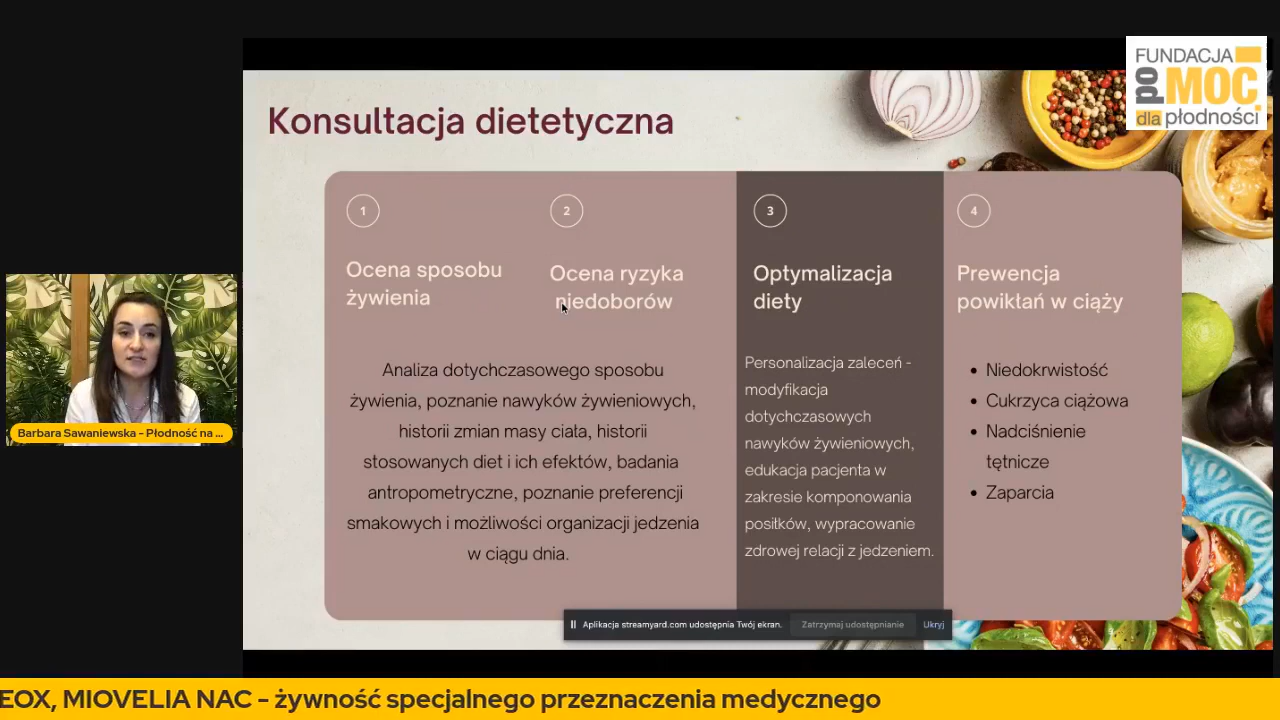 Konsultacja dietetyczna
FUNDACJA
poMOC
dla płodności
1
2
3
4
Ocena sposobu
żywienia
Ocena ryzyka
niedoborów
Optymalizacja
diety
Prewencja
powikłań w ciąży
Analiza dotychczasowego sposobu
żywienia, poznanie nawyków żywieniowych,
historii zmian masy ciała, historii
stosowanych diet i ich efektów, badania
antropometryczne, poznanie preferencji
smakowych i możliwości organizacji jedzenia
w ciągu dnia.
Personalizacja zaleceń -
modyfikacja
dotychczasowych
nawyków żywieniowych,
edukacja pacjenta w
zakresie komponowania
posiłków, wypracowanie
zdrowej relacji z jedzeniem.
• Niedokrwistość
• Cukrzyca ciążowa
• Nadciśnienie
tętnicze
• Zaparcia
Barbara Sawaniewska - Płodność na ...
Aplikacja streamyard.com udostępnia Twój ekran.
Zatrzymaj udostępnianie
Ukryj
EOX, MIOVELIA NAC - żywność specjalnego przeznaczenia medycznego